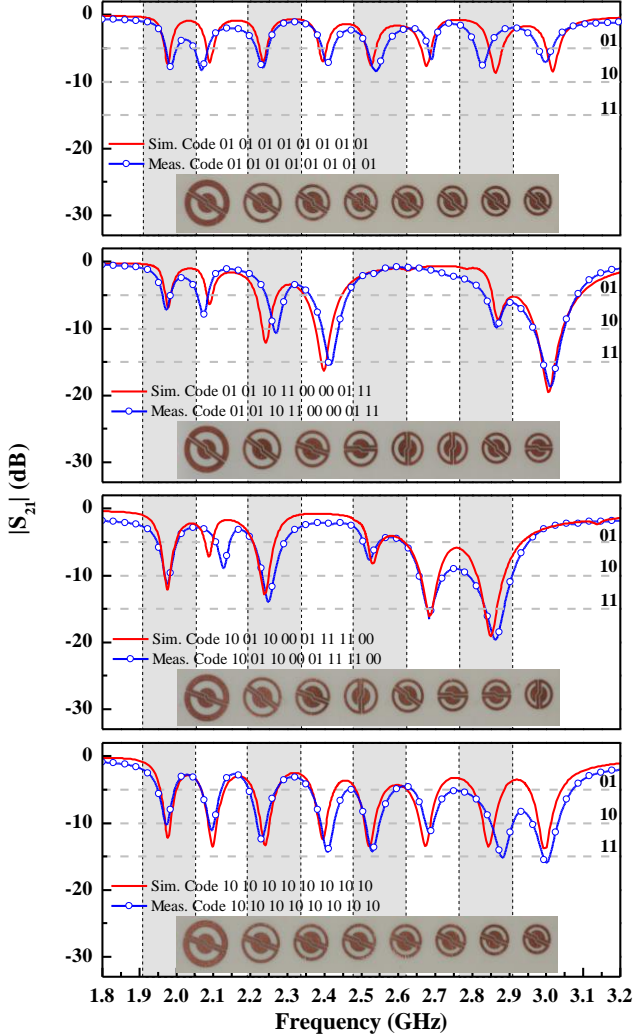 0
-10
-20
-30
01
10
11
Sim. Code 01 01 01 01 01 01 01 01
Meas. Code 01 01 01 01 01 01 01 01
0
-10
-20
-30
01
10
11
Sim. Code 01 01 10 11 00 00 01 11
Meas. Code 01 01 10 11 00 00 01 11
|S21| (dB)
0
-10
-20
-30
01
10
11
Sim. Code 10 01 10 00 01 11 11 00
Meas. Code 10 01 10 00 01 11 11 00
0
-10
-20
-30
01
10
11
Sim. Code 10 10 10 10 10 10 10 10
Meas. Code 10 10 10 10 10 10 10 10
1.8 1.9 2.0 2.1 2.2 2.3 2.4 2.5 2.6 2.7 2.8 2.9 3.0 3.1 3.2
Frequency (GHz)